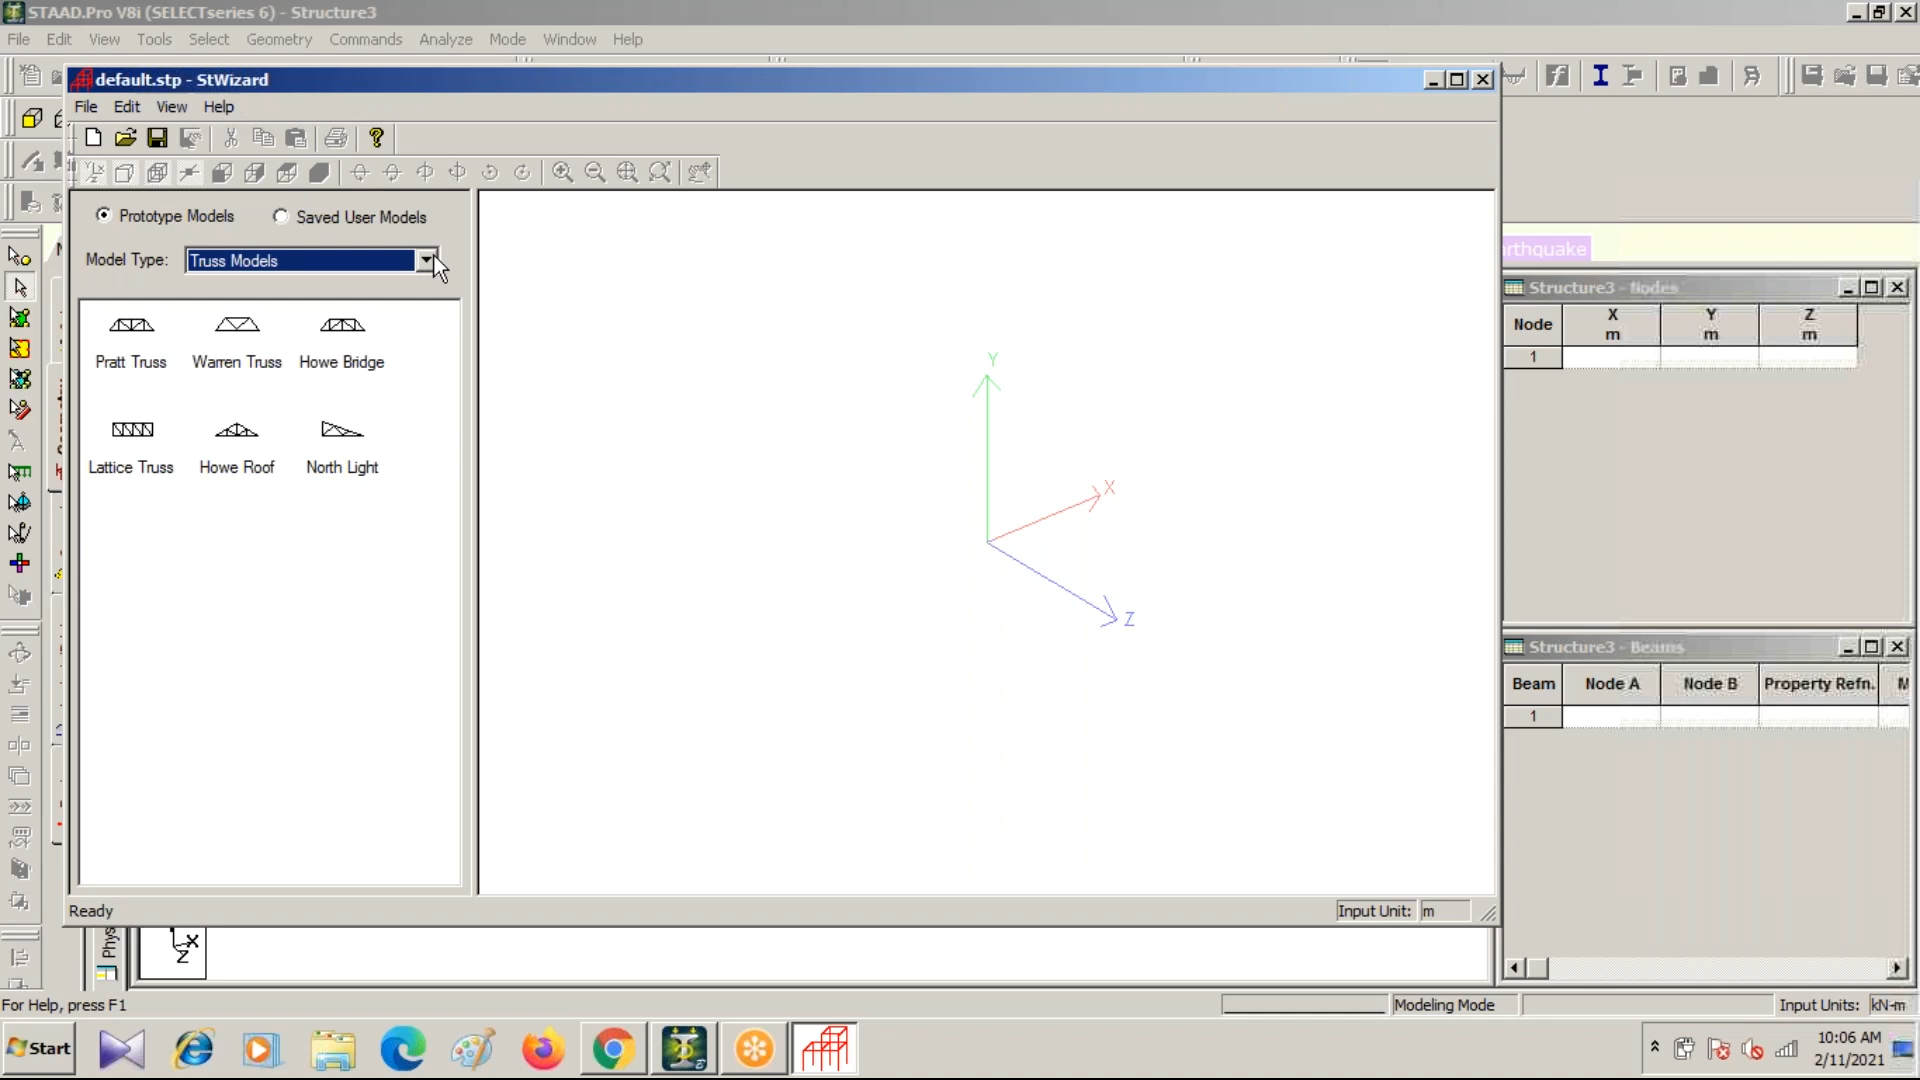 STAAD.Pro V8i (SELECTseries 6) - Structure3
File Edit View Tools Select Geometry Commands Analyze Mode Window Help
default.stp - StWizard
File Edit View Help
Prototype Models Saved User Models
Model Type: Truss Models
Pratt Truss Warren Truss Howe Bridge
Lattice Truss Howe Roof North Light
Y
X
Z
Ready
Input Unit: m
rthquake
Structure3 - Nodes
Node X Y Z
m m m
1
Structure3 - Beams
Beam Node A Node B Property Refn. M
1
Phys
X
Z
For Help, press F1
Modeling Mode
Input Units: kN-m
Start
10:06 AM
2/11/2021